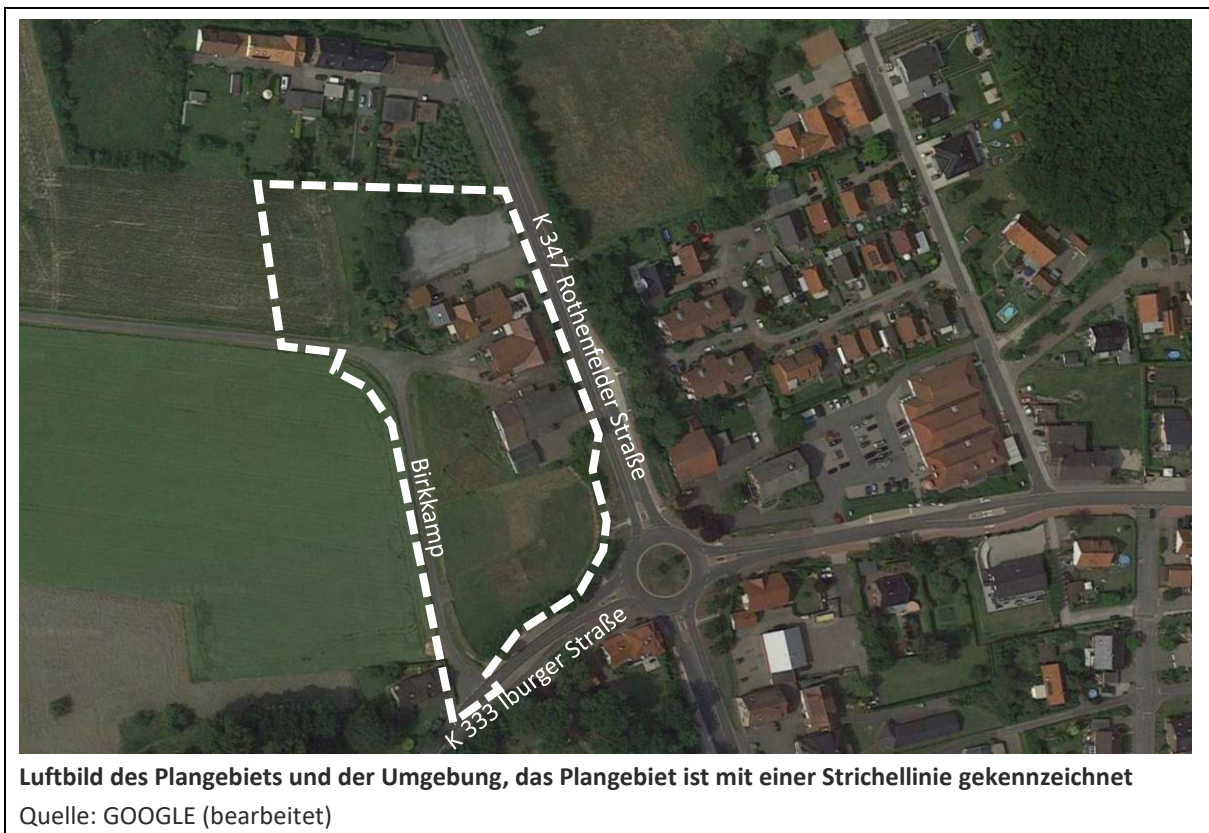 K 347 Rothenfelder Straße
Birkkamp
K 333 Iburger Straße
Luftbild des Plangebiets und der Umgebung, das Plangebiet ist mit einer Strichellinie gekennzeichnet
Quelle: GOOGLE (bearbeitet)